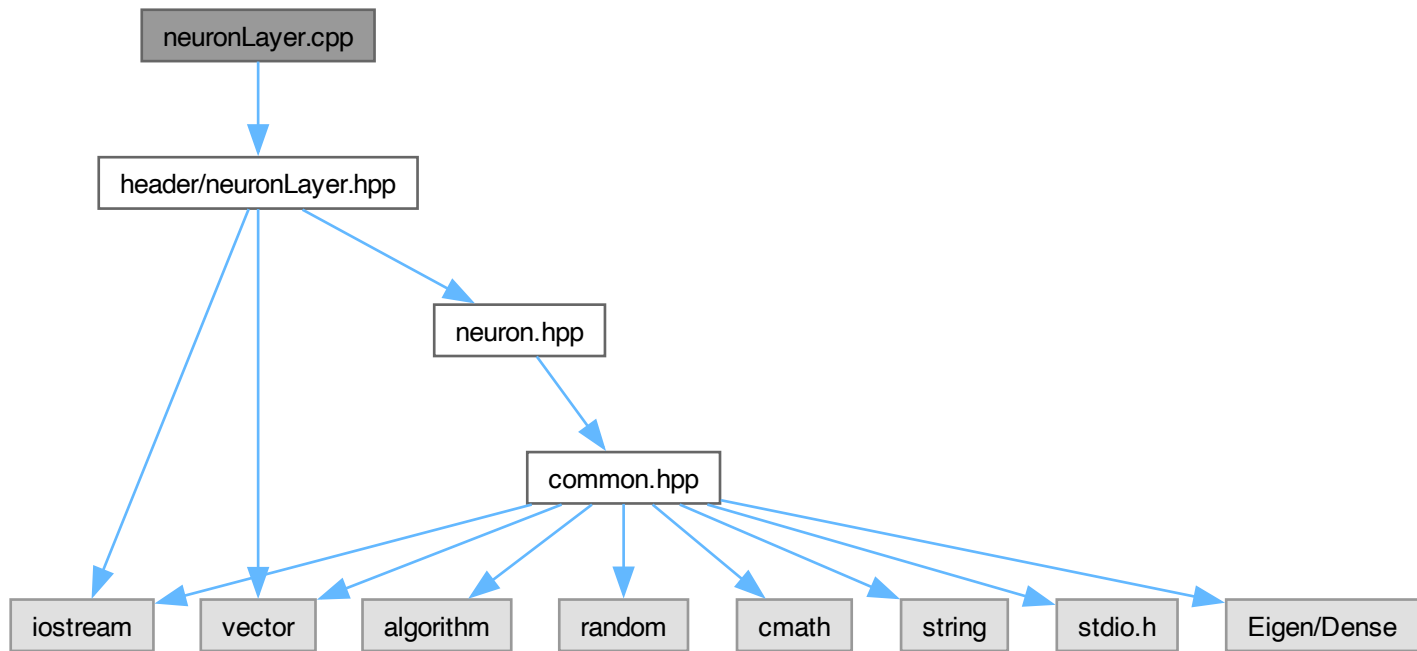 neuronLayer.cpp
header/neuronLayer.hpp
neuron.hpp
common.hpp
iostream
vector
algorithm
random
cmath
string
stdio.h
Eigen/Dense